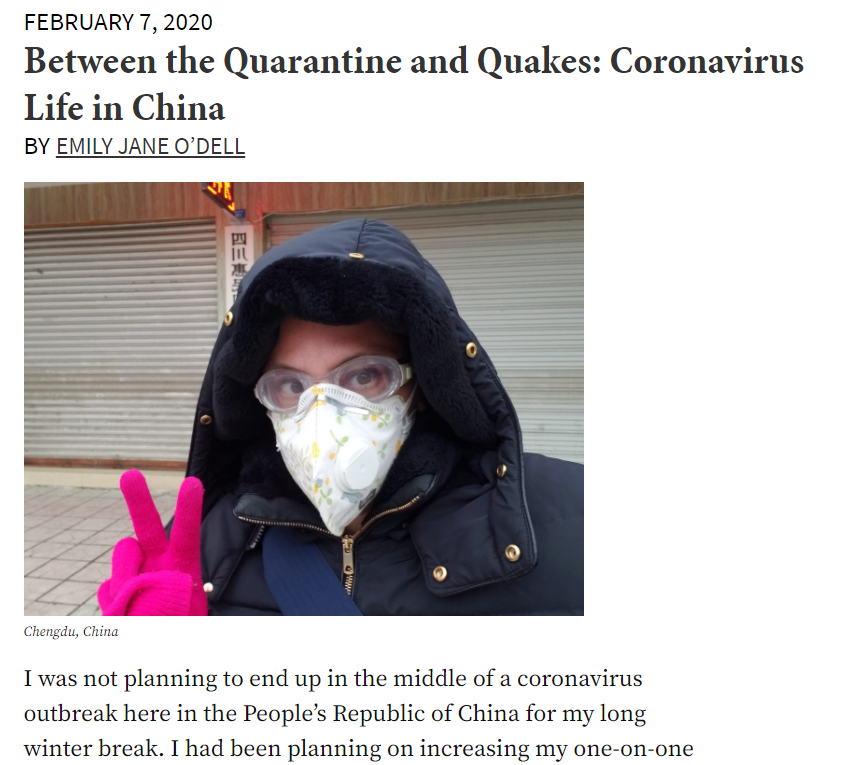 FEBRUARY 7, 2020
Between the Quarantine and Quakes: Coronavirus
Life in China
BY EMILY JANE O’DELL
四川惠
Chengdu, China
I was not planning to end up in the middle of a coronavirus
outbreak here in the People’s Republic of China for my long
winter break. I had been planning on increasing my one-on-one